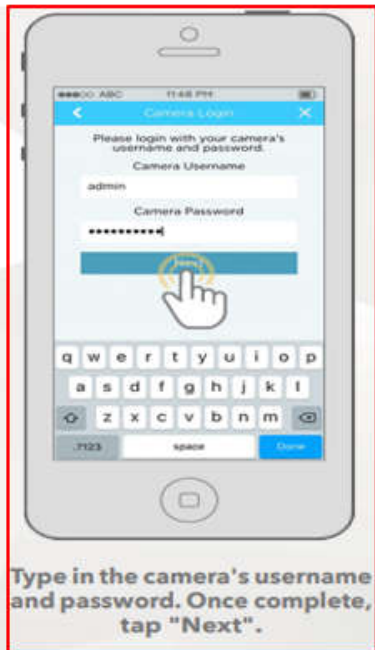 ABC 11:48 PM
Camera Login
Please login with your camera's
username and password.
Camera Username
admin
Camera Password
••••••••••
Next
q w e r t y u i o p
a s d f g h j k l
z x c v b n m
.?123 space Done
Type in the camera's username
and password. Once complete,
tap "Next".